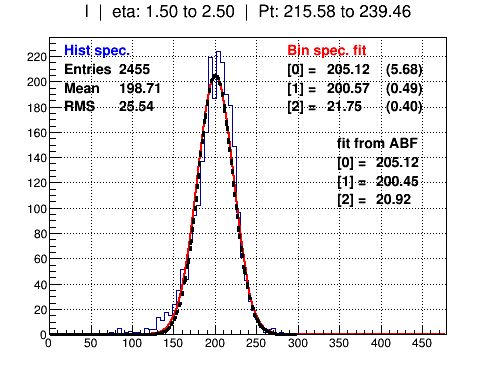 I | eta: 1.50 to 2.50 | Pt: 215.58 to 239.46
Hist spec.
Entries 2455
Mean 198.71
RMS 25.54
Bin spec. fit
[0] = 205.12 (5.68)
[1] = 200.57 (0.49)
[2] = 21.75 (0.40)
fit from ABF
[0] = 205.12
[1] = 200.45
[2] = 20.92
220
200
180
160
140
120
100
80
60
40
20
0
0 50 100 150 200 250 300 350 400 450